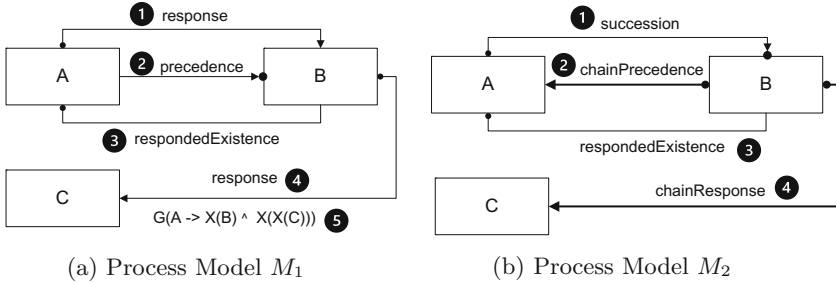 1 response
A
2 precedence
B
3 respondedExistence
response 4
C
G(A -> X(B) ^ X(X(C))) 5
(a) Process Model M1
1 succession
A
2 chainPrecedence
B
respondedExistence 3
chainResponse 4
C
(b) Process Model M2